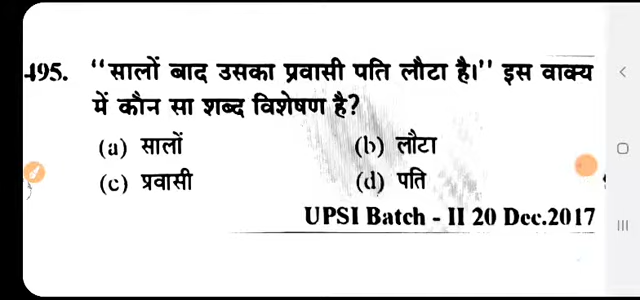 495. “सालों बाद उसका प्रवासी पति लौटा है।” इस वाक्य
में कौन सा शब्द विशेषण है?
(a) सालों (b) लौटा
(c) प्रवासी (d) पति
UPSI Batch - II 20 Dec.2017